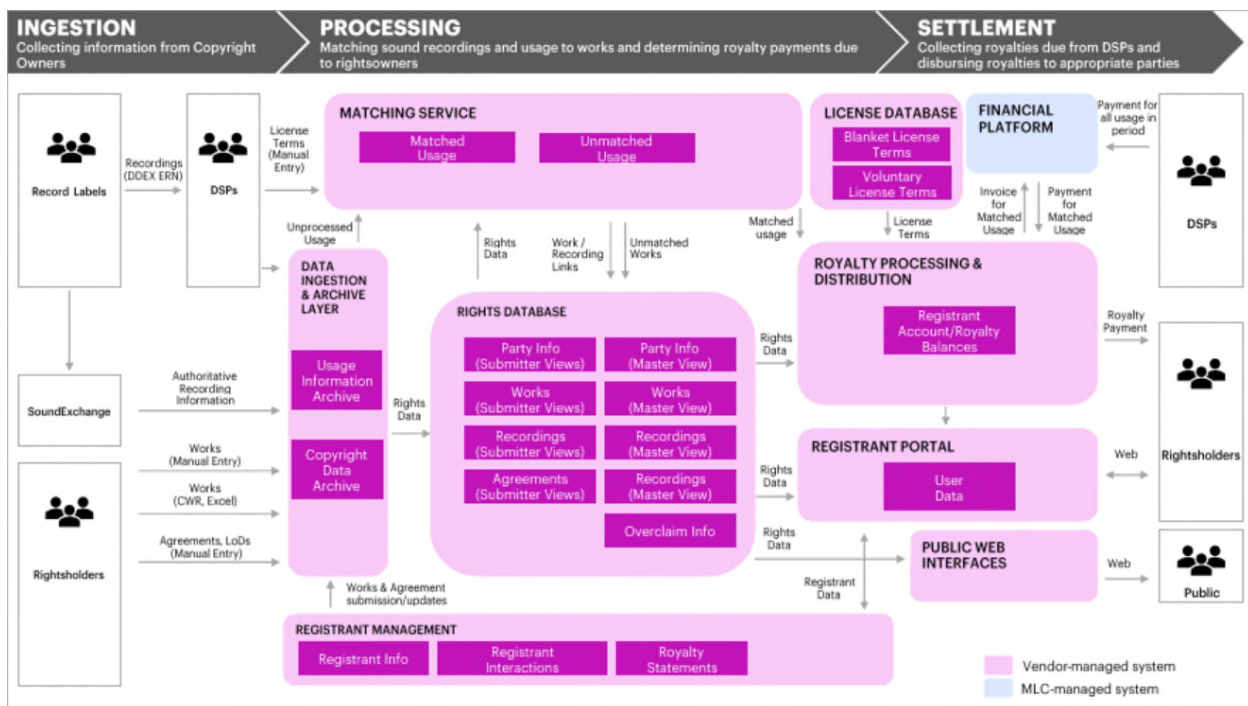 INGESTION
Collecting information from Copyright
Owners
PROCESSING
Matching sound recordings and usage to works and determining royalty payments due
to rightsowners
SETTLEMENT
Collecting royalties due from DSPs and
disbursing royalties to appropriate parties
Record Labels
Recordings
(DDEX ERN)
DSPs
License
Terms
(Manual
Entry)
MATCHING SERVICE
Matched
Usage
Unmatched
Usage
LICENSE DATABASE
Blanket License
Terms
Voluntary
License Terms
FINANCIAL
PLATFORM
Payment for
all usage in
period
DSPs
Unprocessed
Usage
Rights
Data
Work /
Recording
Links
Unmatched
Works
Matched
usage
License
Terms
Invoice
for
Matched
Usage
Payment
for
Matched
Usage
DATA
INGESTION
& ARCHIVE
LAYER
Usage
Information
Archive
Copyright
Data
Archive
RIGHTS DATABASE
Party Info
(Submitter Views)
Party Info
(Master View)
Works
(Submitter Views)
Works
(Master View)
Recordings
(Submitter Views)
Recordings
(Master View)
Agreements
(Submitter Views)
Recordings
(Master View)
Overclaim Info
ROYALTY PROCESSING &
DISTRIBUTION
Registrant
Account/Royalty
Balances
Royalty
Payment
Rights
Data
SoundExchange
Authoritative
Recording
Information
Rights
Data
Works
(Manual Entry)
Works
(CWR, Excel)
Agreements, LoDs
(Manual Entry)
Rightsholders
REGISTRANT PORTAL
User
Data
Rights
Data
Web
Rightsholders
Rights
Data
PUBLIC WEB
INTERFACES
Web
Public
Works & Agreement
submission/updates
Registrant
Data
REGISTRANT MANAGEMENT
Registrant Info
Registrant
Interactions
Royalty
Statements
Vendor-managed system
MLC-managed system